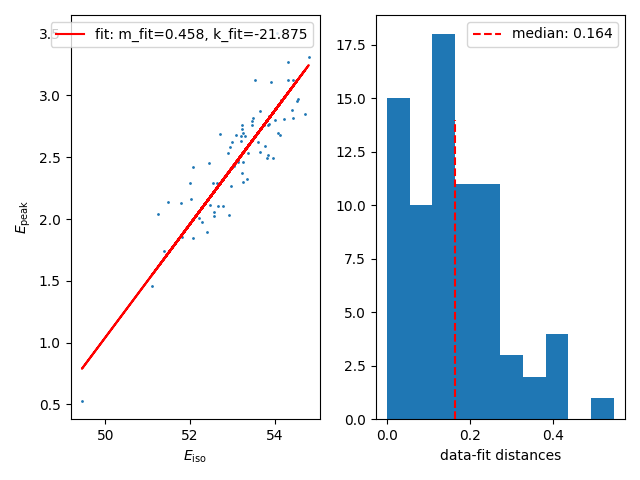 fit: m_fit=0.458, k_fit=-21.875
3.5
3.0
2.5
2.0
1.5
1.0
0.5
E_peak
50 52 54
E_iso
median: 0.164
17.5
15.0
12.5
10.0
7.5
5.0
2.5
0.0
0.0 0.2 0.4
data-fit distances